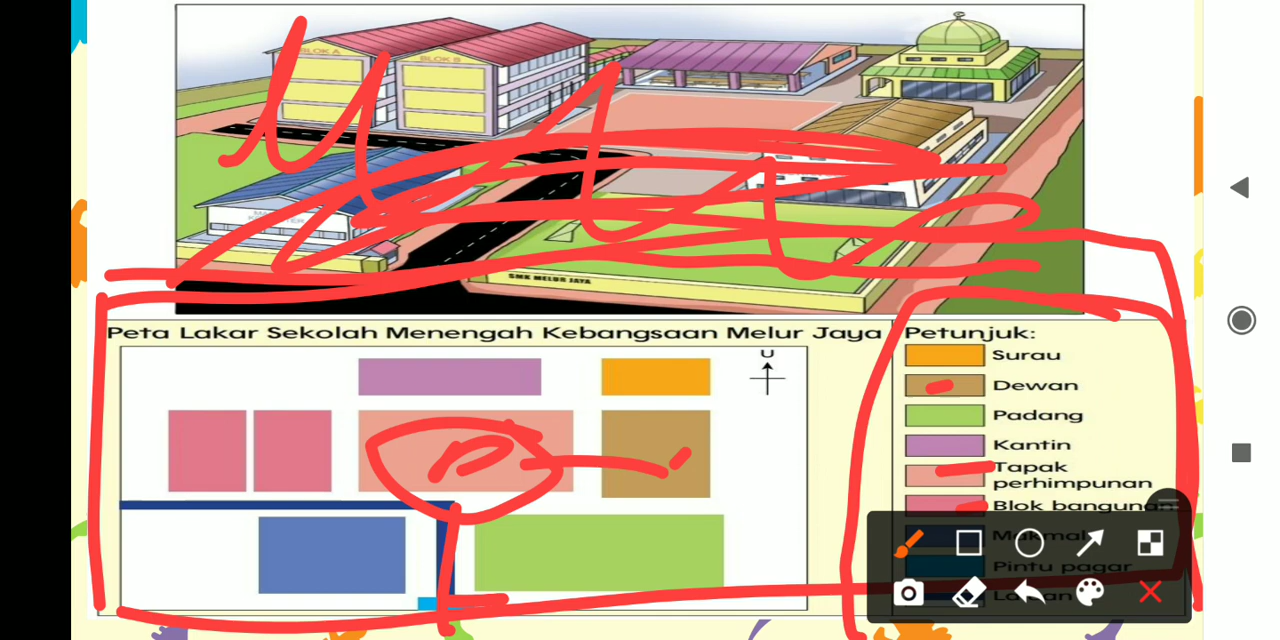 BLOK A
BLOK B
SMK MELUR JAYA
Peta Lakar Sekolah Menengah Kebangsaan Melur Jaya
U
Petunjuk:
Surau
Dewan
Padang
Kantin
Tapak
perhimpunan
Blok bangunan
Makmal
Pintu pagar